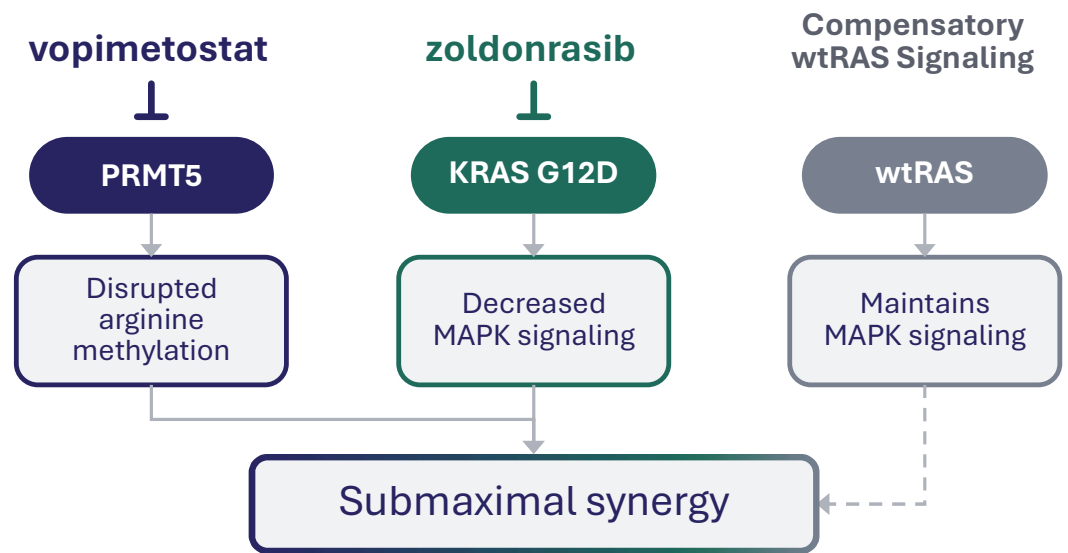 vopimetostat
zoldonrasib
Compensatory
wtRAS Signaling
PRMT5
KRAS G12D
wtRAS
Disrupted
arginine
methylation
Decreased
MAPK signaling
Maintains
MAPK signaling
Submaximal synergy